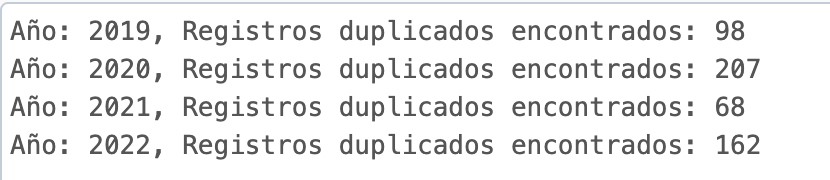 Año: 2019, Registros duplicados encontrados: 98
Año: 2020, Registros duplicados encontrados: 207
Año: 2021, Registros duplicados encontrados: 68
Año: 2022, Registros duplicados encontrados: 162